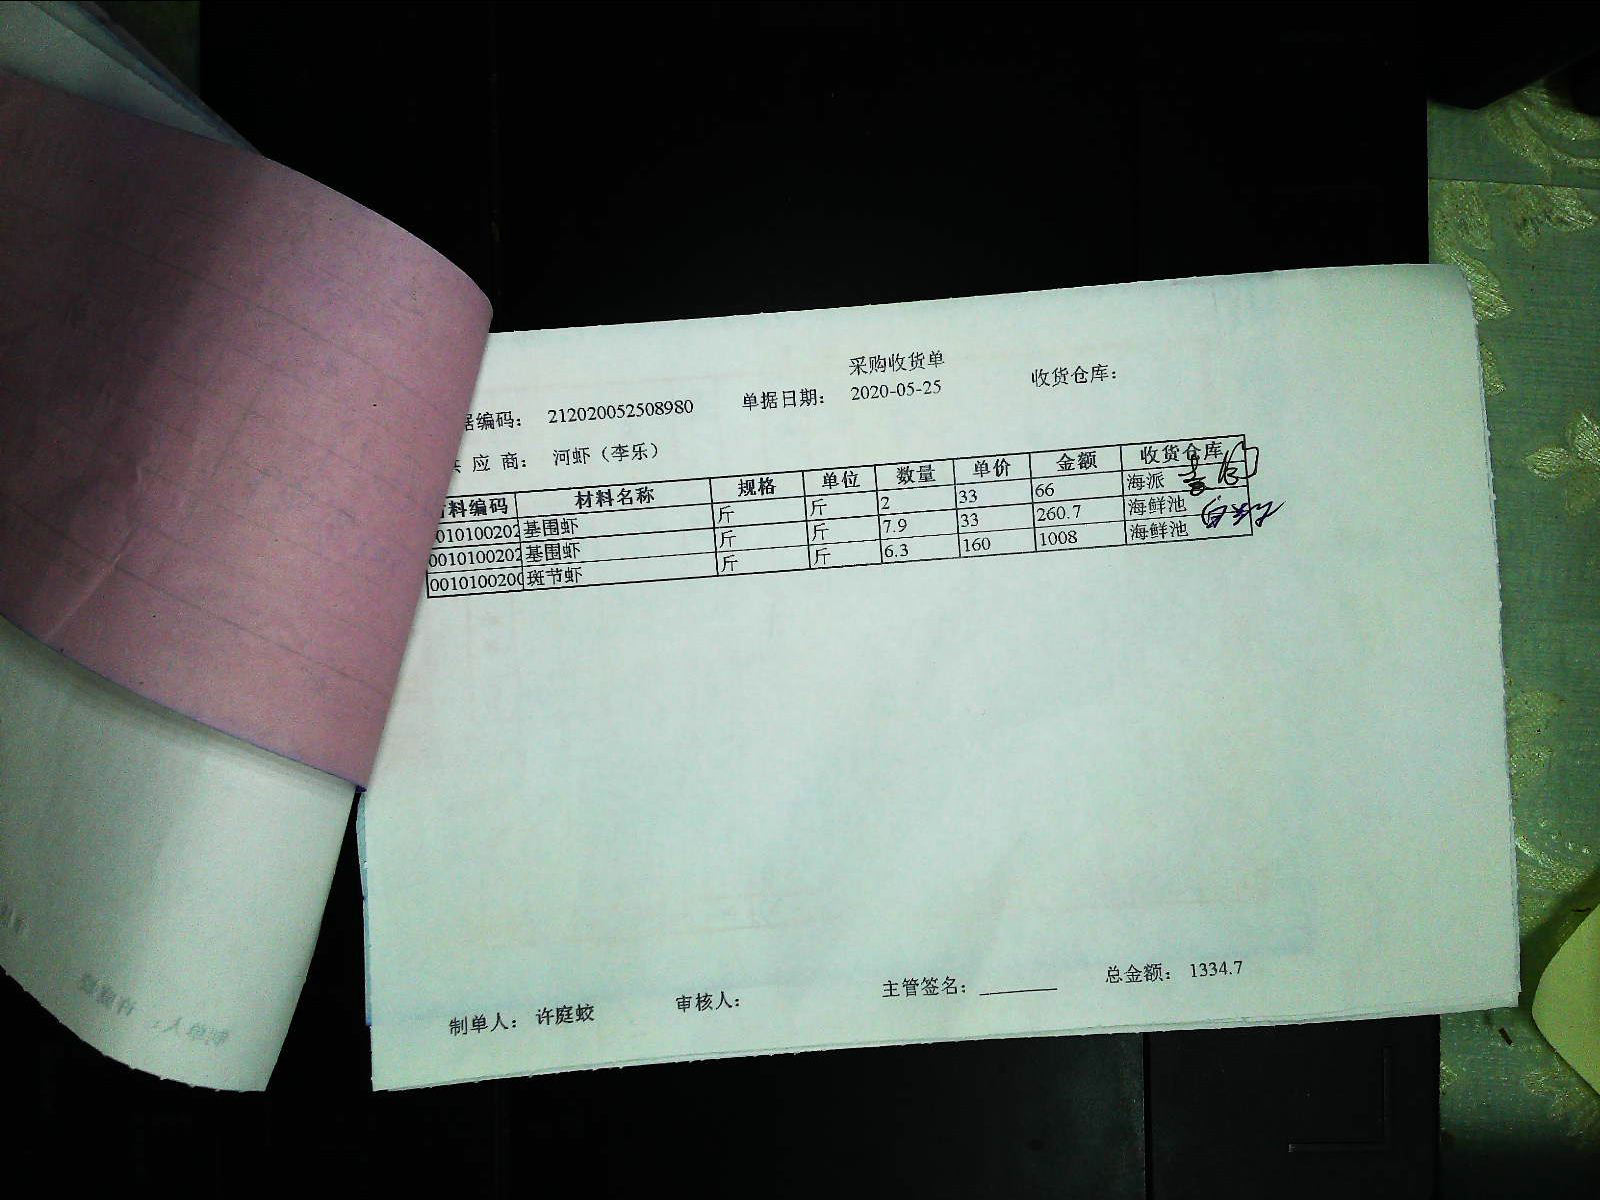 采购收货单
据编码： 212020052508980 单据日期： 2020-05-25 收货仓库：
供 应 商： 河虾（李乐）
料编码 材料名称 规格 单位 数量 单价 金额 收货仓库
010100202 基围虾 斤 斤 2 33 66 海派
0010100202 基围虾 斤 斤 7.9 33 260.7 海鲜池
0010100200 斑节虾 斤 斤 6.3 160 1008 海鲜池
制单人： 许庭蛟 审核人： 主管签名： 总金额： 1334.7